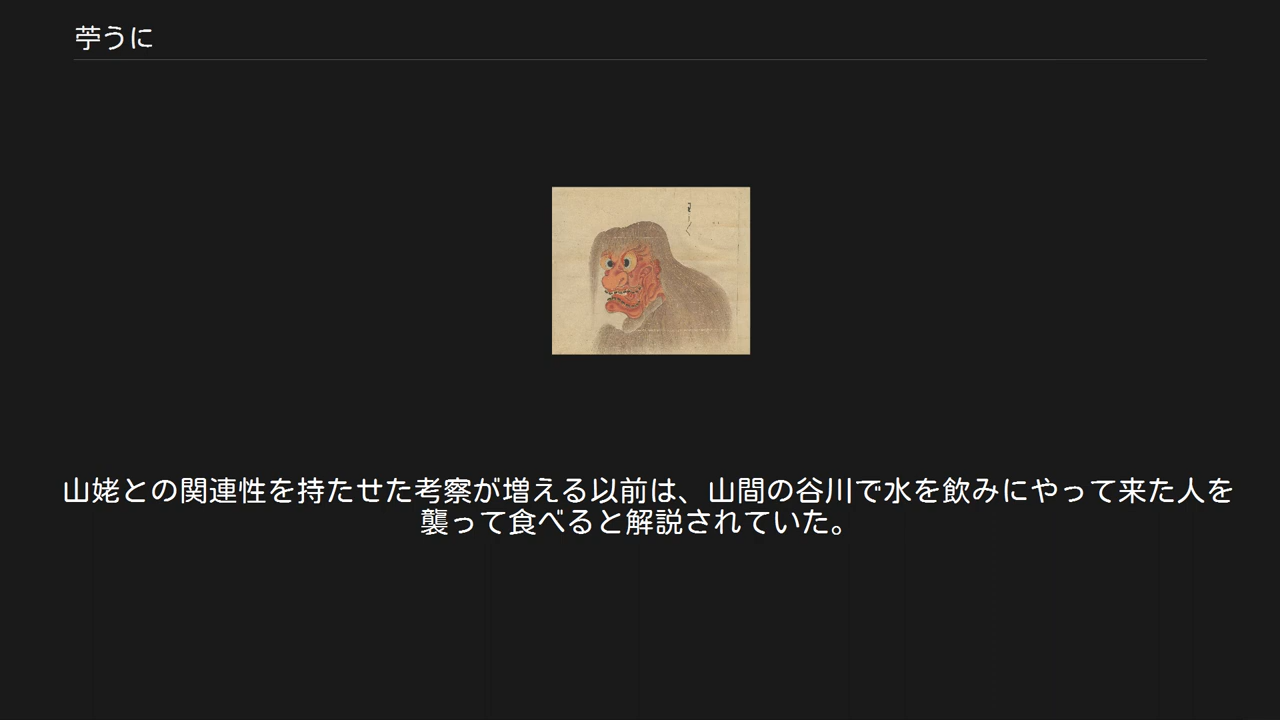 苧うに
山姥との関連性を持たせた考察が増える以前は、山間の谷川で水を飲みにやって来た人を
襲って食べると解説されていた。